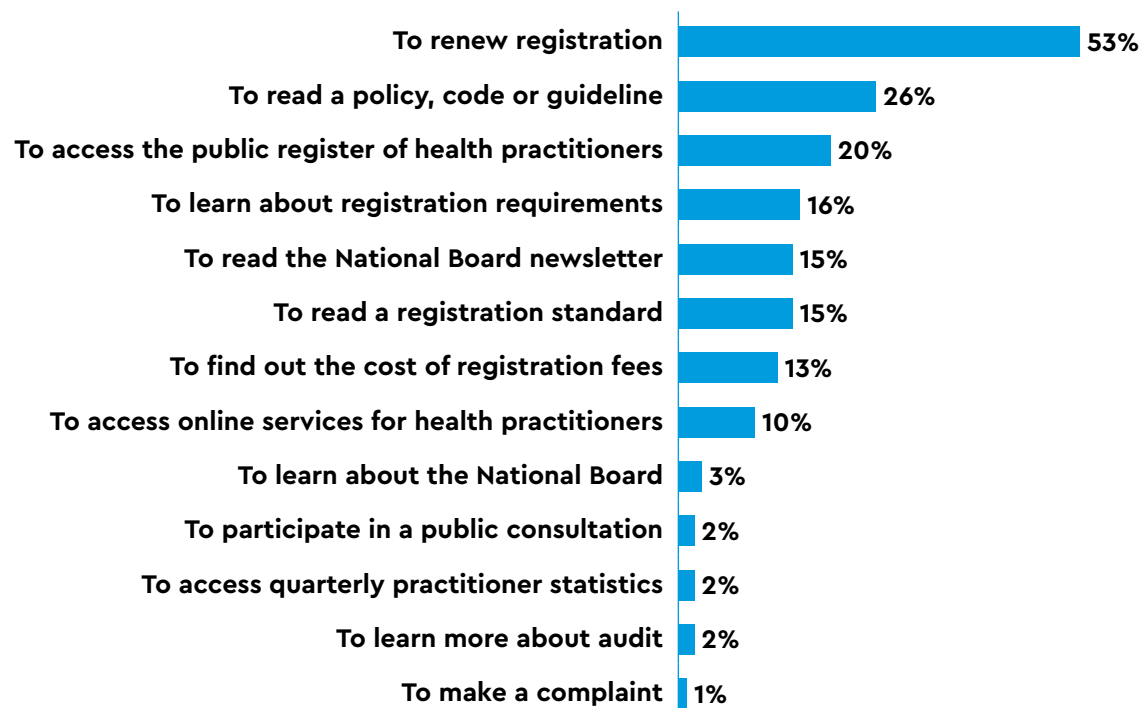 To renew registration 53%
To read a policy, code or guideline 26%
To access the public register of health practitioners 20%
To learn about registration requirements 16%
To read the National Board newsletter 15%
To read a registration standard 15%
To find out the cost of registration fees 13%
To access online services for health practitioners 10%
To learn about the National Board 3%
To participate in a public consultation 2%
To access quarterly practitioner statistics 2%
To learn more about audit 2%
To make a complaint 1%